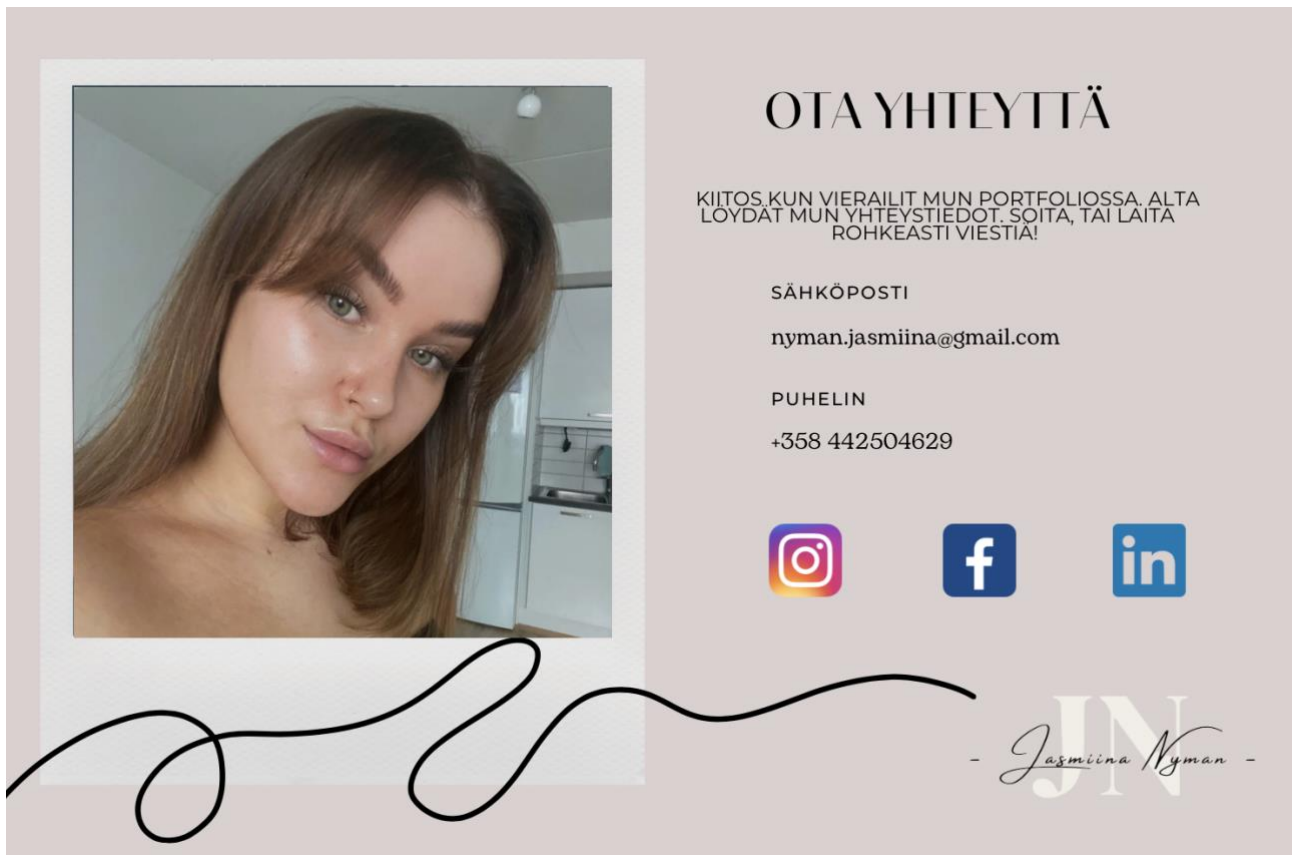 OTA YHTEYTTÄ
KIITOS KUN VIERAILIT MUN PORTFOLIOSSA. ALTA
LÖYDÄT MUN YHTEYSTIEDOT. SOITA, TAI LAITA
ROHKEASTI VIESTIÄ!
SÄHKÖPOSTI
nyman.jasmiina@gmail.com
PUHELIN
+358 442504629
f
in
JN
- Jasmiina Nyman -